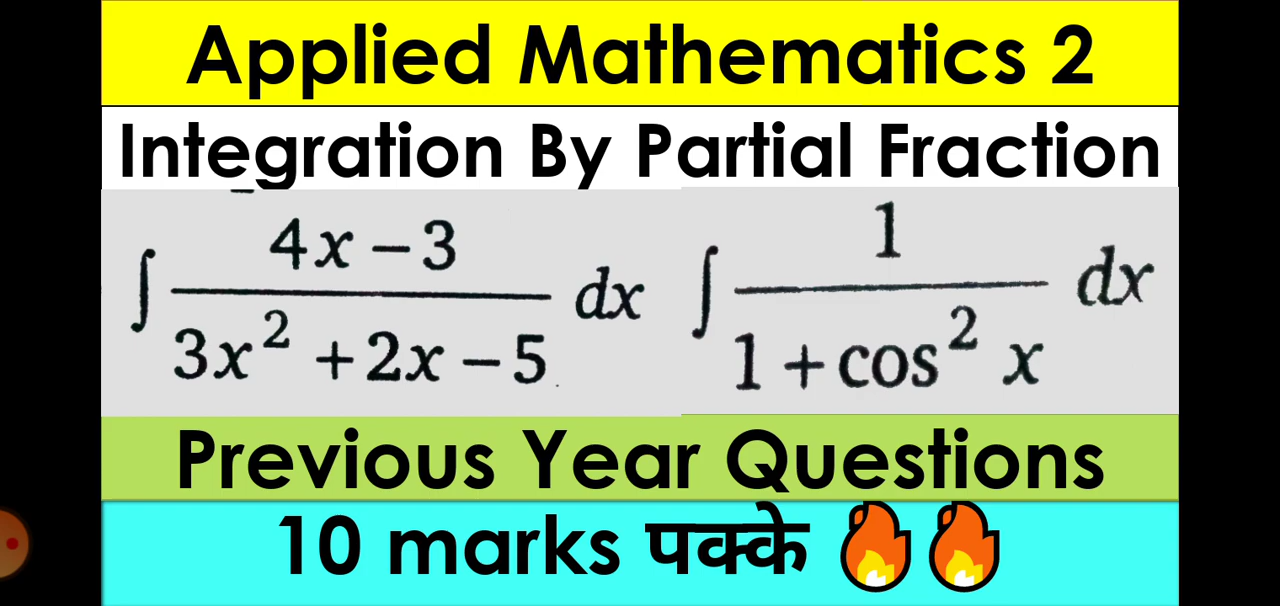 Applied Mathematics 2
Integration By Partial Fraction
∫ (4x − 3)/(3x² + 2x − 5) dx  ∫ 1/(1 + cos² x) dx
Previous Year Questions
10 marks पक्के 🔥🔥